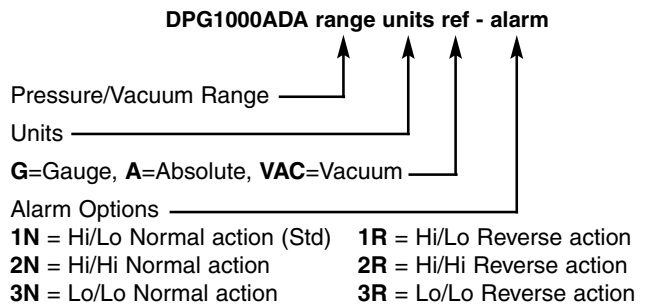 DPG1000ADA range units ref - alarm
Pressure/Vacuum Range
Units
G=Gauge, A=Absolute, VAC=Vacuum
Alarm Options
1N = Hi/Lo Normal action (Std) 1R = Hi/Lo Reverse action
2N = Hi/Hi Normal action 2R = Hi/Hi Reverse action
3N = Lo/Lo Normal action 3R = Lo/Lo Reverse action